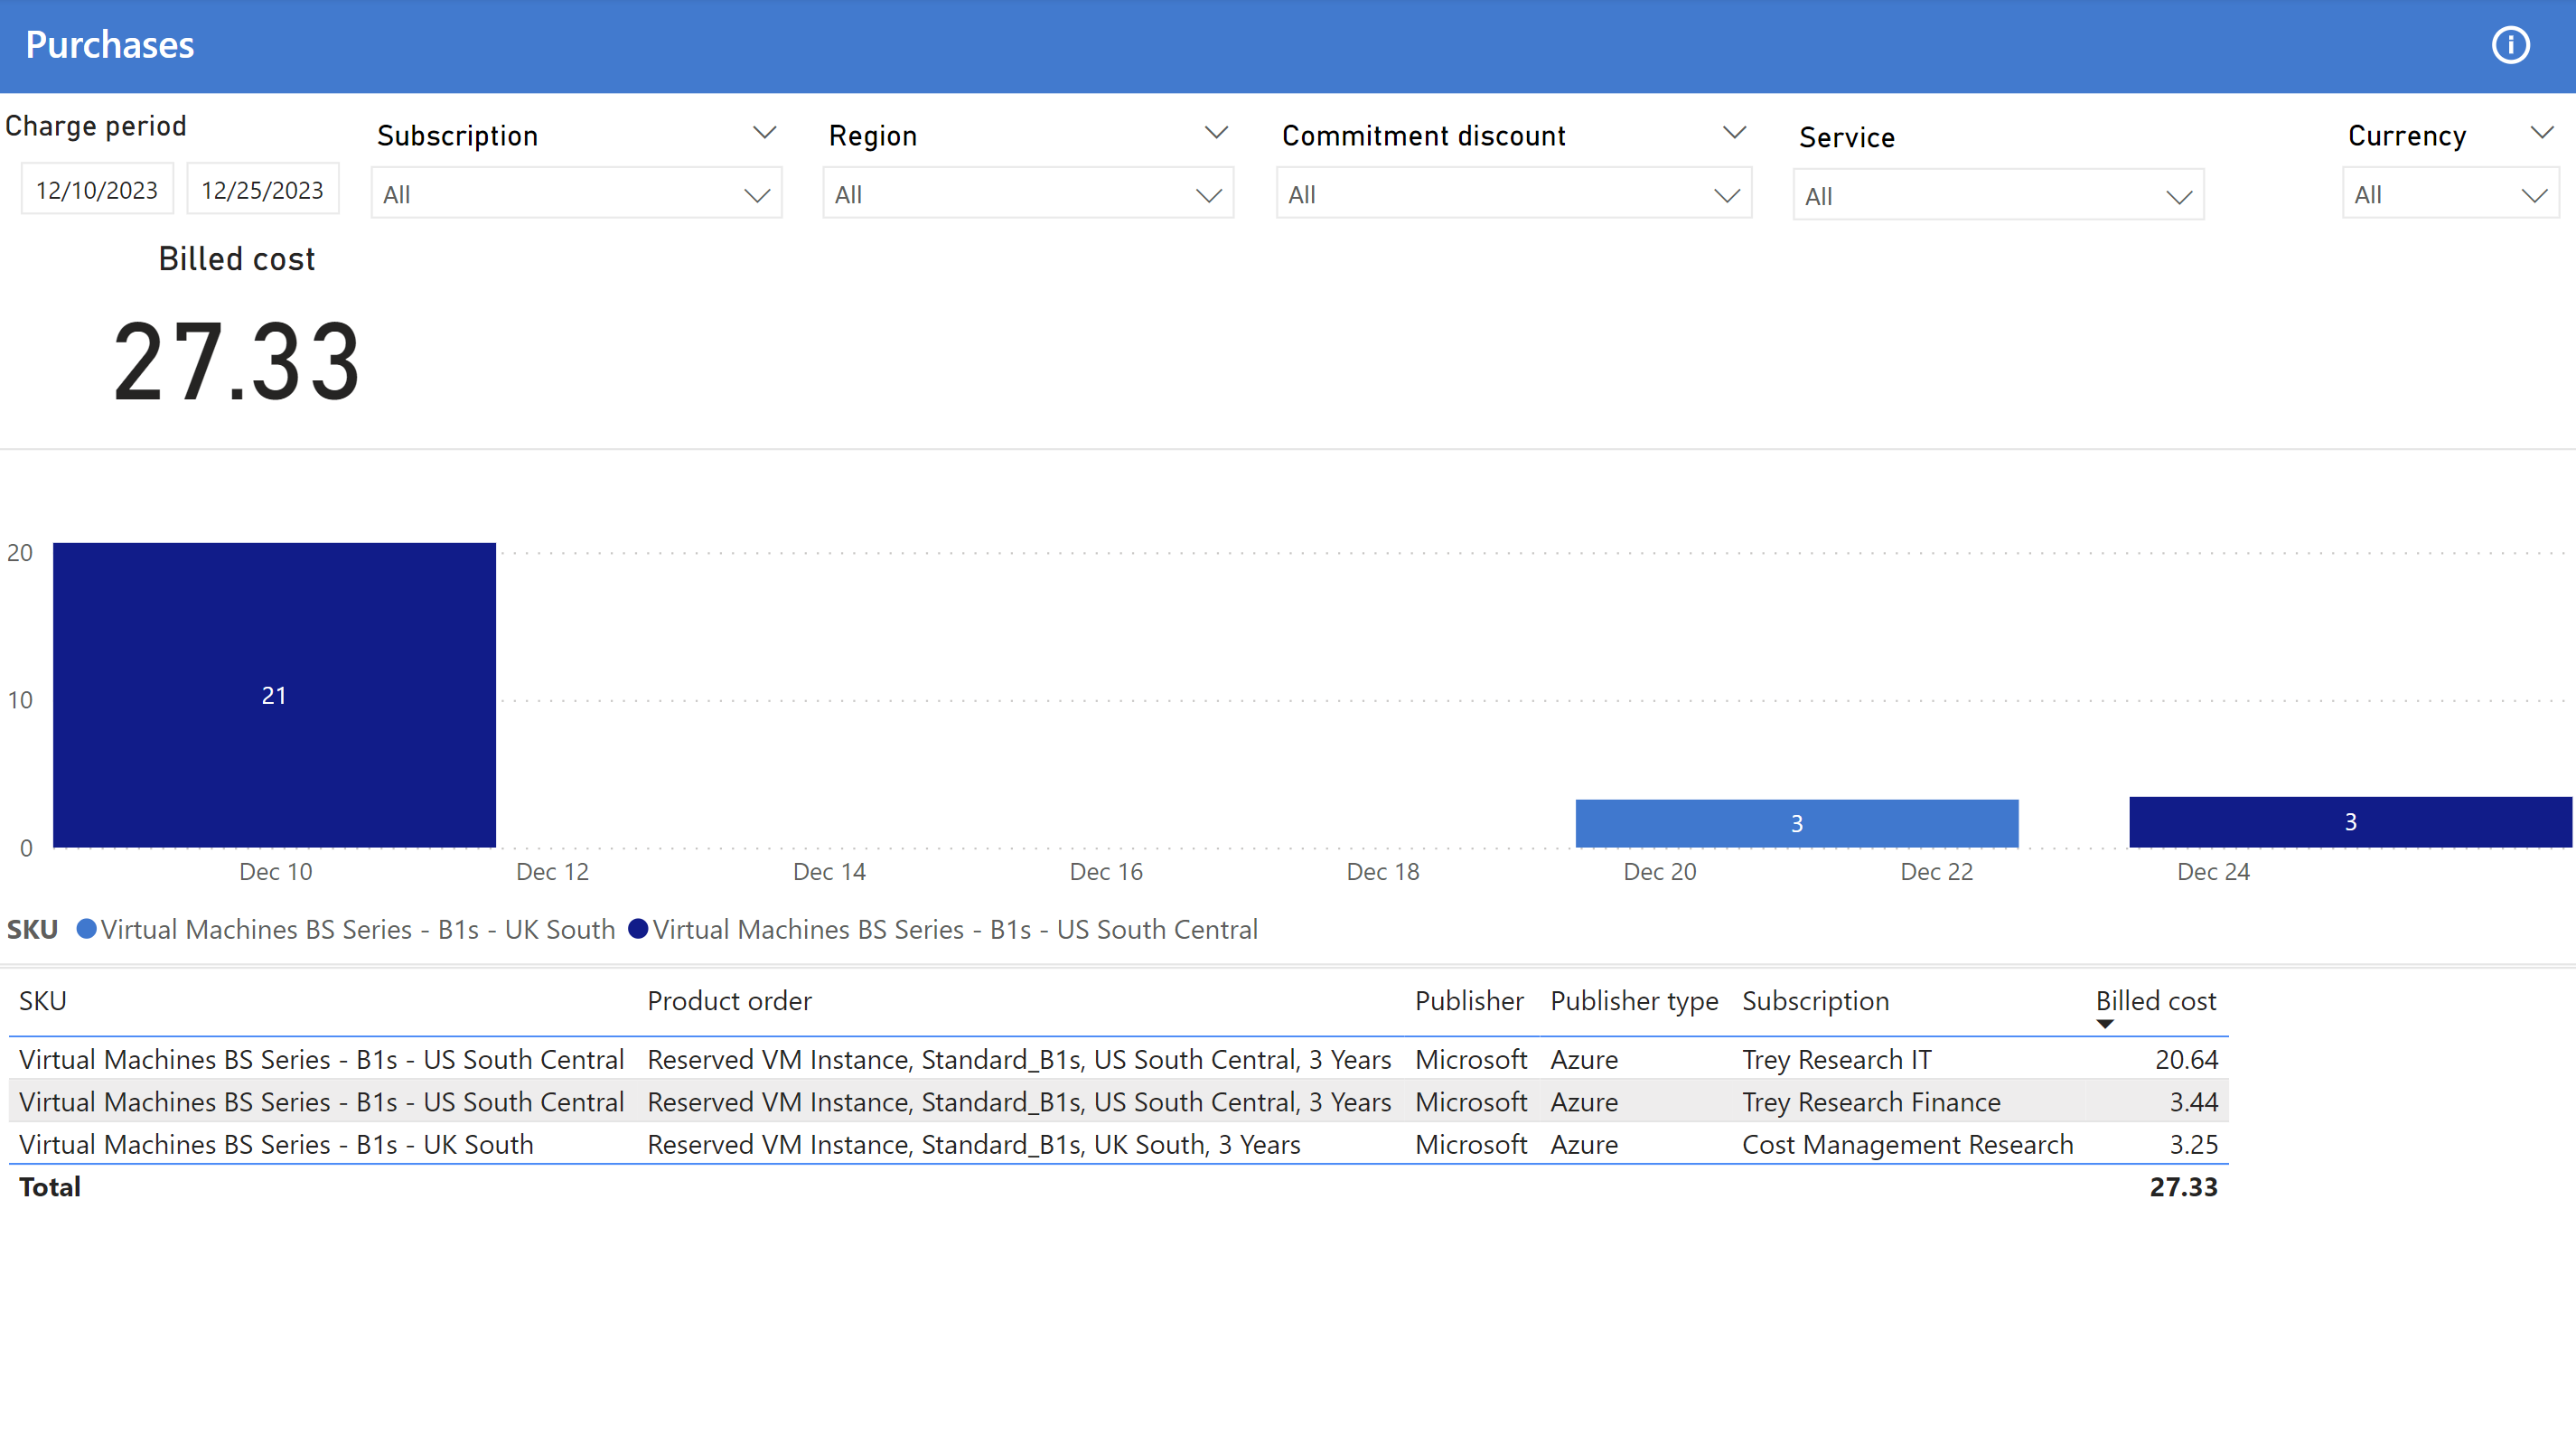 Purchases
Charge period
Subscription
Region
Commitment discount
Service
Currency
12/10/2023 12/25/2023 All All All All All
Billed cost
27.33
20
10
0
21
3
3
Dec 10 Dec 12 Dec 14 Dec 16 Dec 18 Dec 20 Dec 22 Dec 24
SKU Virtual Machines BS Series - B1s - UK South Virtual Machines BS Series - B1s - US South Central
SKU Product order Publisher Publisher type Subscription Billed cost
Virtual Machines BS Series - B1s - US South Central Reserved VM Instance, Standard_B1s, US South Central, 3 Years Microsoft Azure Trey Research IT 20.64
Virtual Machines BS Series - B1s - US South Central Reserved VM Instance, Standard_B1s, US South Central, 3 Years Microsoft Azure Trey Research Finance 3.44
Virtual Machines BS Series - B1s - UK South Reserved VM Instance, Standard_B1s, UK South, 3 Years Microsoft Azure Cost Management Research 3.25
Total 27.33